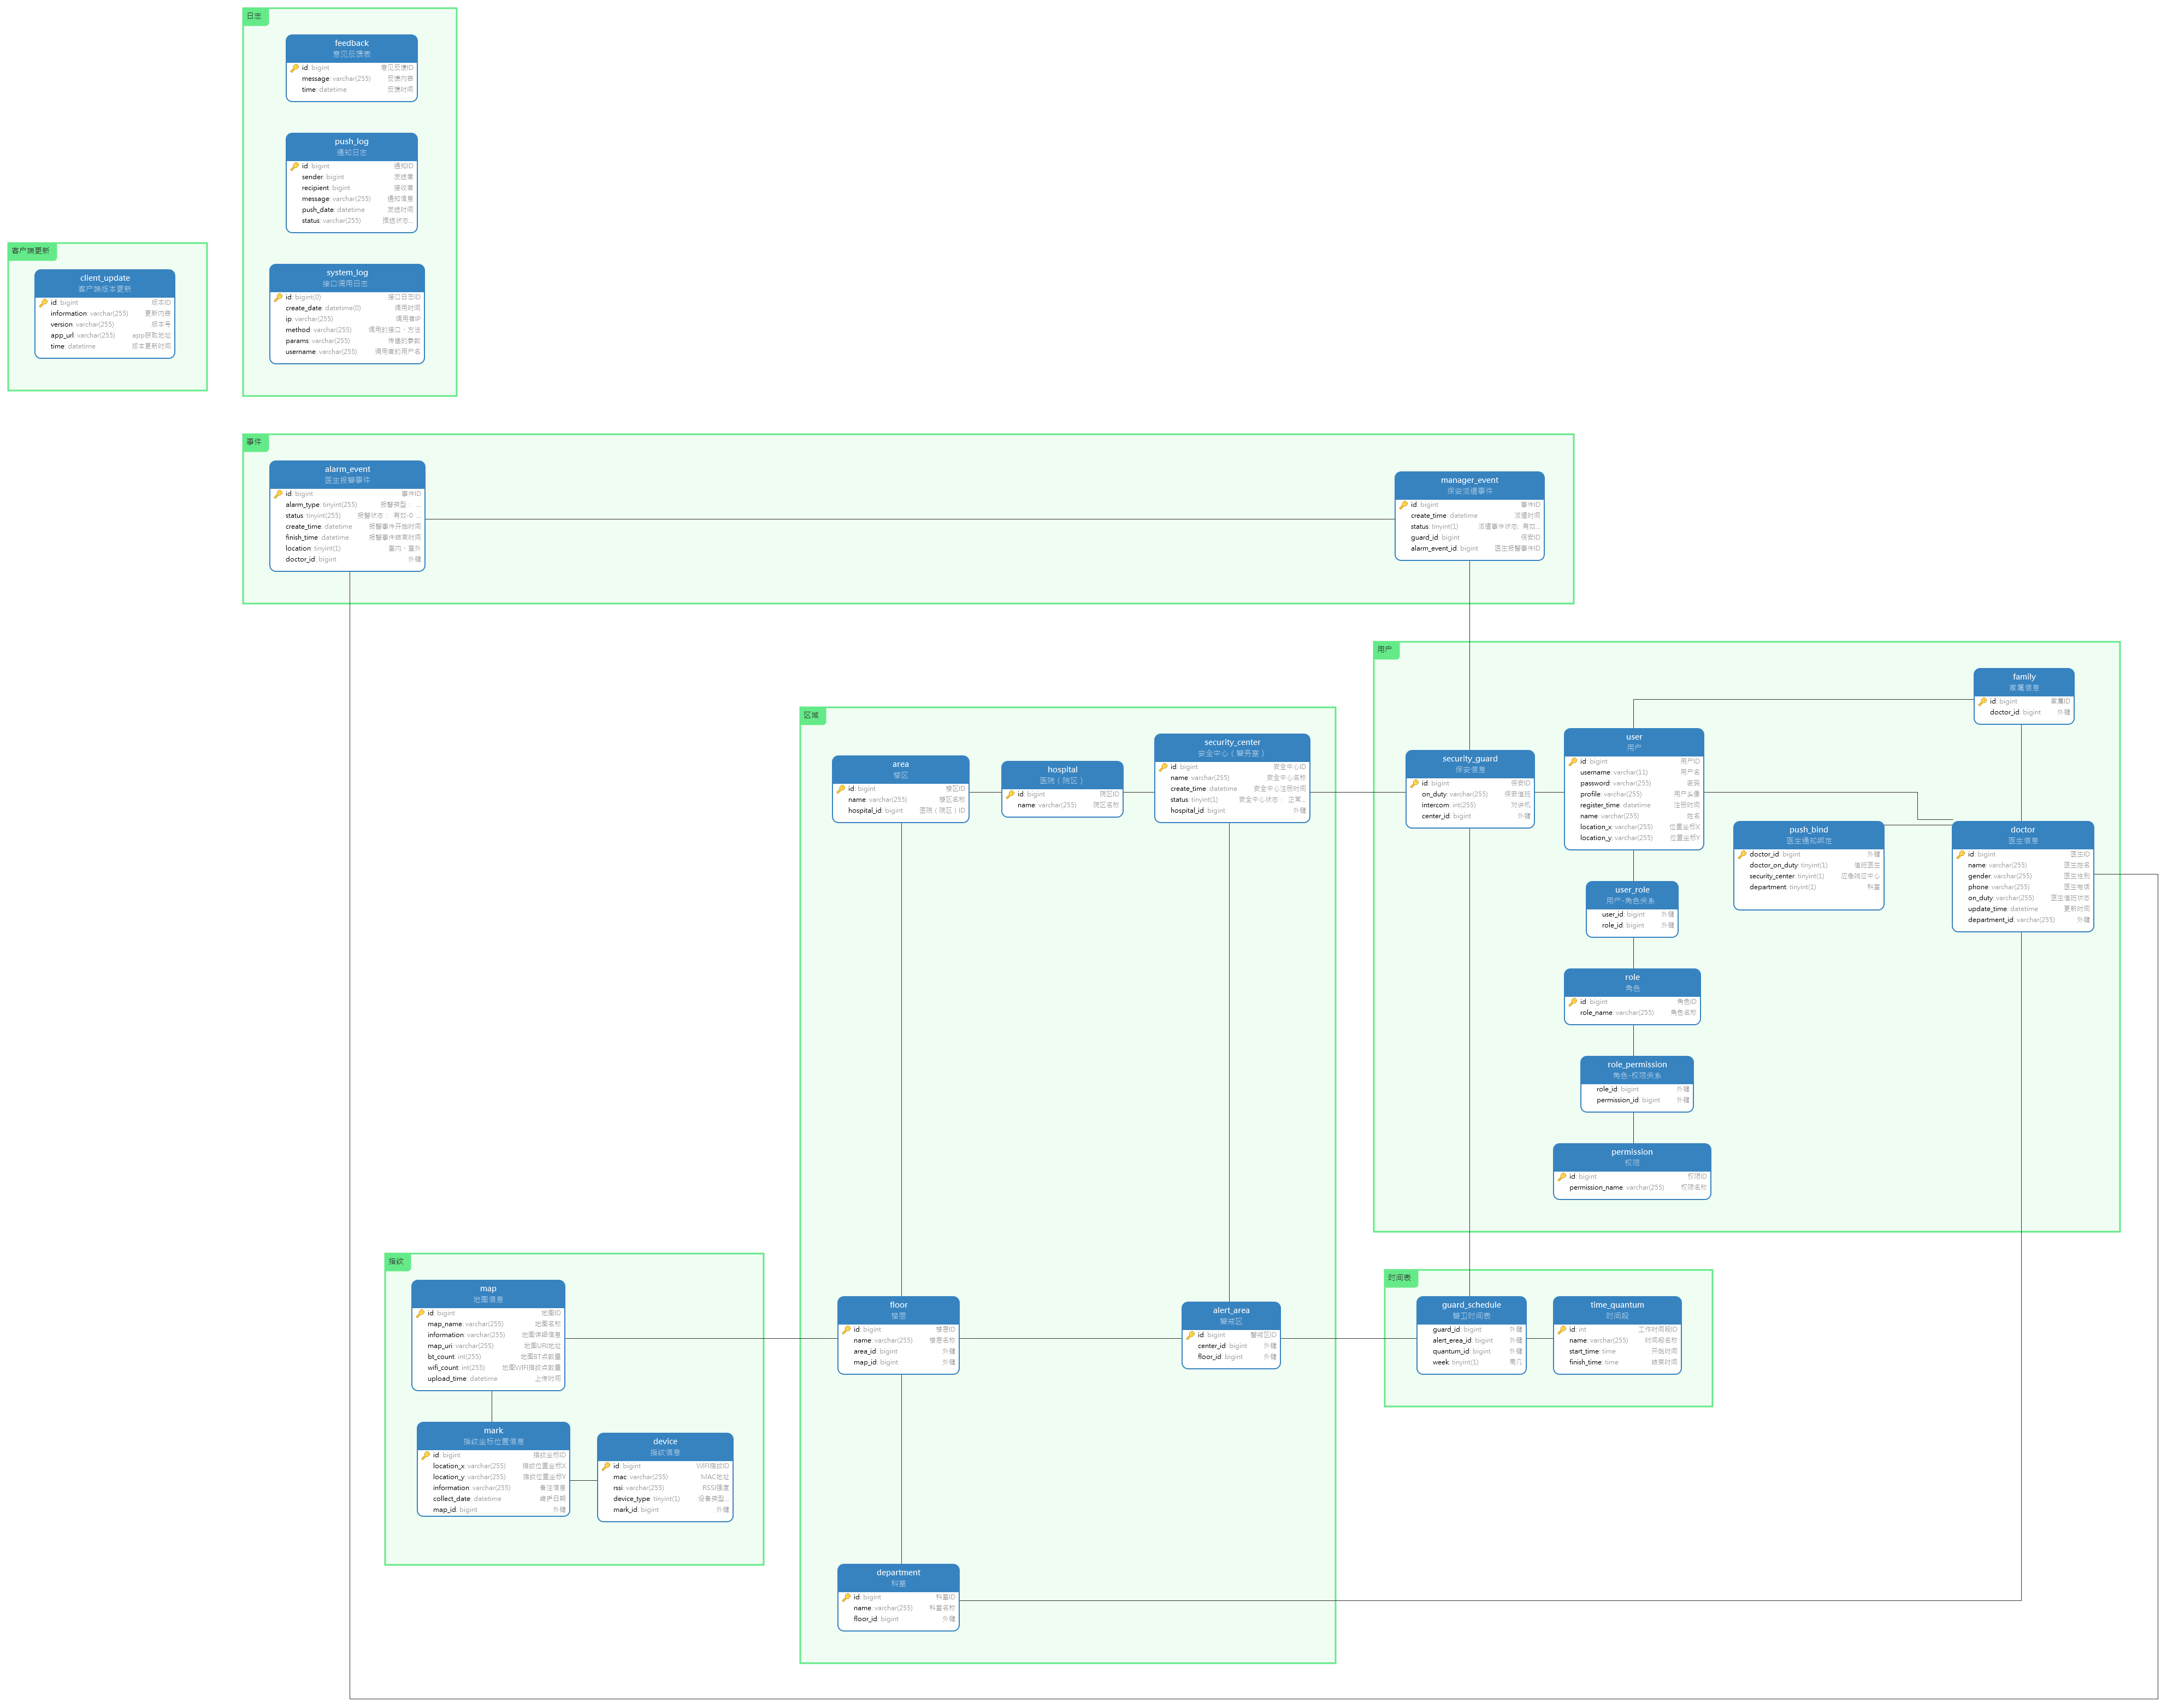 日志
feedback
意见反馈表
id: bigint 意见反馈ID
message: varchar(255) 反馈内容
time: datetime 反馈时间
push_log
通知日志
id: bigint 通知ID
sender: bigint 发送者
recipient: bigint 接收者
message: varchar(255) 通知信息
push_date: datetime 发送时间
status: varchar(255) 推送状态...
system_log
接口调用日志
id: bigint(0) 接口日志ID
create_date: datetime(0) 调用时间
ip: varchar(255) 调用者IP
method: varchar(255) 调用的接口、方法
params: varchar(255) 传递的参数
username: varchar(255) 调用者的用户名
客户端更新
client_update
客户端版本更新
id: bigint 版本ID
information: varchar(255) 更新内容
version: varchar(255) 版本号
app_url: varchar(255) app获取地址
time: datetime 版本更新时间
事件
alarm_event
医生报警事件
id: bigint 事件ID
alarm_type: tinyint(255) 报警类型： ...
status: tinyint(255) 报警状态： 有效-0 ...
create_time: datetime 报警事件开始时间
finish_time: datetime 报警事件结束时间
location: tinyint(1) 室内、室外
doctor_id: bigint 外键
manager_event
保安派遣事件
id: bigint 事件ID
create_time: datetime 派遣时间
status: tinyint(1) 派遣事件状态: 有效...
guard_id: bigint 保安ID
alarm_event_id: bigint 医生报警事件ID
用户
family
家属信息
id: bigint 家属ID
doctor_id: bigint 外键
user
用户
id: bigint 用户ID
username: varchar(11) 用户名
password: varchar(255) 密码
profile: varchar(255) 用户头像
register_time: datetime 注册时间
name: varchar(255) 姓名
location_x: varchar(255) 位置坐标X
location_y: varchar(255) 位置坐标Y
security_guard
保安信息
id: bigint 保安ID
on_duty: varchar(255) 保安值班
intercom: int(255) 对讲机
center_id: bigint 外键
push_bind
医生通知绑定
doctor_id: bigint 外键
doctor_on_duty: tinyint(1) 值班医生
security_center: tinyint(1) 应急响应中心
department: tinyint(1) 科室
doctor
医生信息
id: bigint 医生ID
name: varchar(255) 医生姓名
gender: varchar(255) 医生性别
phone: varchar(255) 医生电话
on_duty: varchar(255) 医生值班状态
update_time: datetime 更新时间
department_id: varchar(255) 外键
user_role
用户-角色关系
user_id: bigint 外键
role_id: bigint 外键
role
角色
id: bigint 角色ID
role_name: varchar(255) 角色名称
role_permission
角色-权限关系
role_id: bigint 外键
permission_id: bigint 外键
permission
权限
id: bigint 权限ID
permission_name: varchar(255) 权限名称
区域
area
楼区
id: bigint 楼区ID
name: varchar(255) 楼区名称
hospital_id: bigint 医院（院区）ID
hospital
医院（院区）
id: bigint 院区ID
name: varchar(255) 院区名称
security_center
安全中心（警务室）
id: bigint 安全中心ID
name: varchar(255) 安全中心名称
create_time: datetime 安全中心注册时间
status: tinyint(1) 安全中心状态： 正常...
hospital_id: bigint 外键
floor
楼层
id: bigint 楼层ID
name: varchar(255) 楼层名称
area_id: bigint 外键
map_id: bigint 外键
alert_area
警戒区
id: bigint 警戒区ID
center_id: bigint 外键
floor_id: bigint 外键
department
科室
id: bigint 科室ID
name: varchar(255) 科室名称
floor_id: bigint 外键
指纹
map
地图信息
id: bigint 地图ID
map_name: varchar(255) 地图名称
information: varchar(255) 地图详细信息
map_uri: varchar(255) 地图URI地址
bt_count: int(255) 地图BT点数量
wifi_count: int(255) 地图WIFI指纹点数量
upload_time: datetime 上传时间
mark
指纹坐标位置信息
id: bigint 指纹坐标ID
location_x: varchar(255) 指纹位置坐标X
location_y: varchar(255) 指纹位置坐标Y
information: varchar(255) 备注信息
collect_date: datetime 维护日期
map_id: bigint 外键
device
指纹信息
id: bigint WIFI指纹ID
mac: varchar(255) MAC地址
rssi: varchar(255) RSSI强度
device_type: tinyint(1) 设备类型...
mark_id: bigint 外键
时间表
guard_schedule
警卫时间表
guard_id: bigint 外键
alert_erea_id: bigint 外键
quantum_id: bigint 外键
week: tinyint(1) 周几
time_quantum
时间段
id: int 工作时间段ID
name: varchar(255) 时间段名称
start_time: time 开始时间
finish_time: time 结束时间